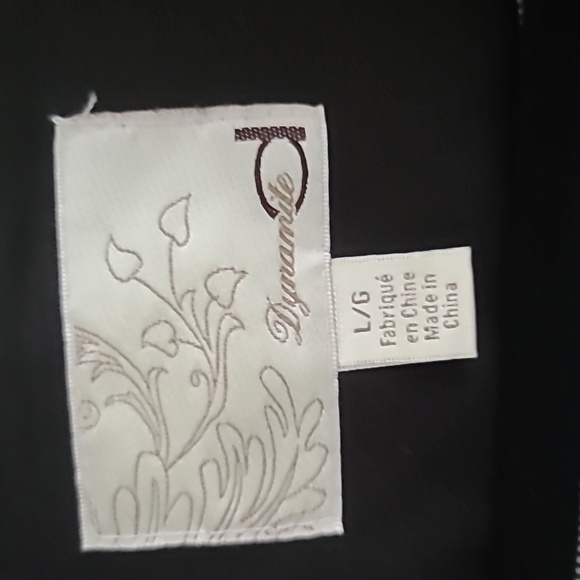 Dynamite
L/G
Fabriqué
en Chine
Made in
China